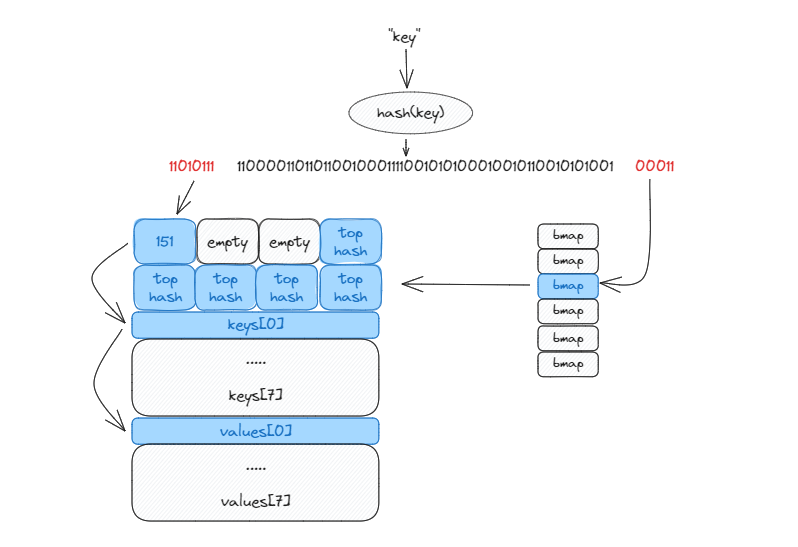 "key"
hash(key)
11010111 1100001101101100100011111001010100010010110010101001 00011
151 empty empty top hash
top hash top hash top hash top hash
keys[0]
.....
keys[7]
values[0]
.....
values[7]
bmap
bmap
bmap
bmap
bmap
bmap